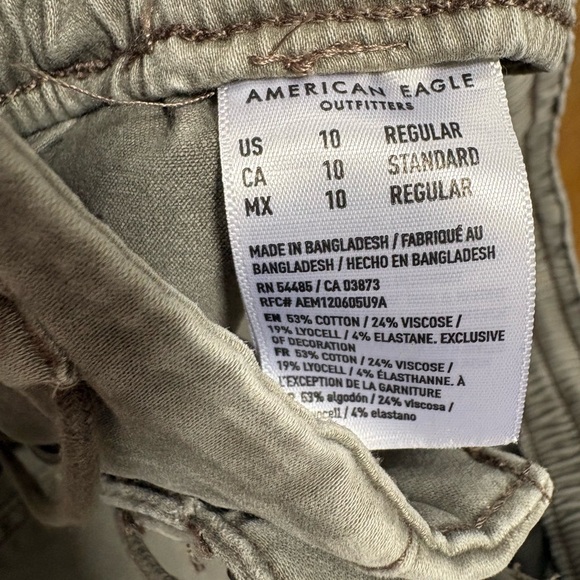 AMERICAN EAGLE
OUTFITTERS
US 10 REGULAR
CA 10 STANDARD
MX 10 REGULAR
MADE IN BANGLADESH / FABRIQUÉ AU
BANGLADESH / HECHO EN BANGLADESH
RN 54485 / CA 03873
RFC# AEM120605U9A
EN 53% COTTON / 24% VISCOSE /
19% LYOCELL / 4% ELASTANE. EXCLUSIVE
OF DECORATION
FR 53% COTON / 24% VISCOSE /
19% LYOCELL / 4% ÉLASTHANNE. À
L'EXCEPTION DE LA GARNITURE
53% algodón / 24% viscosa /
/ 4% elastano